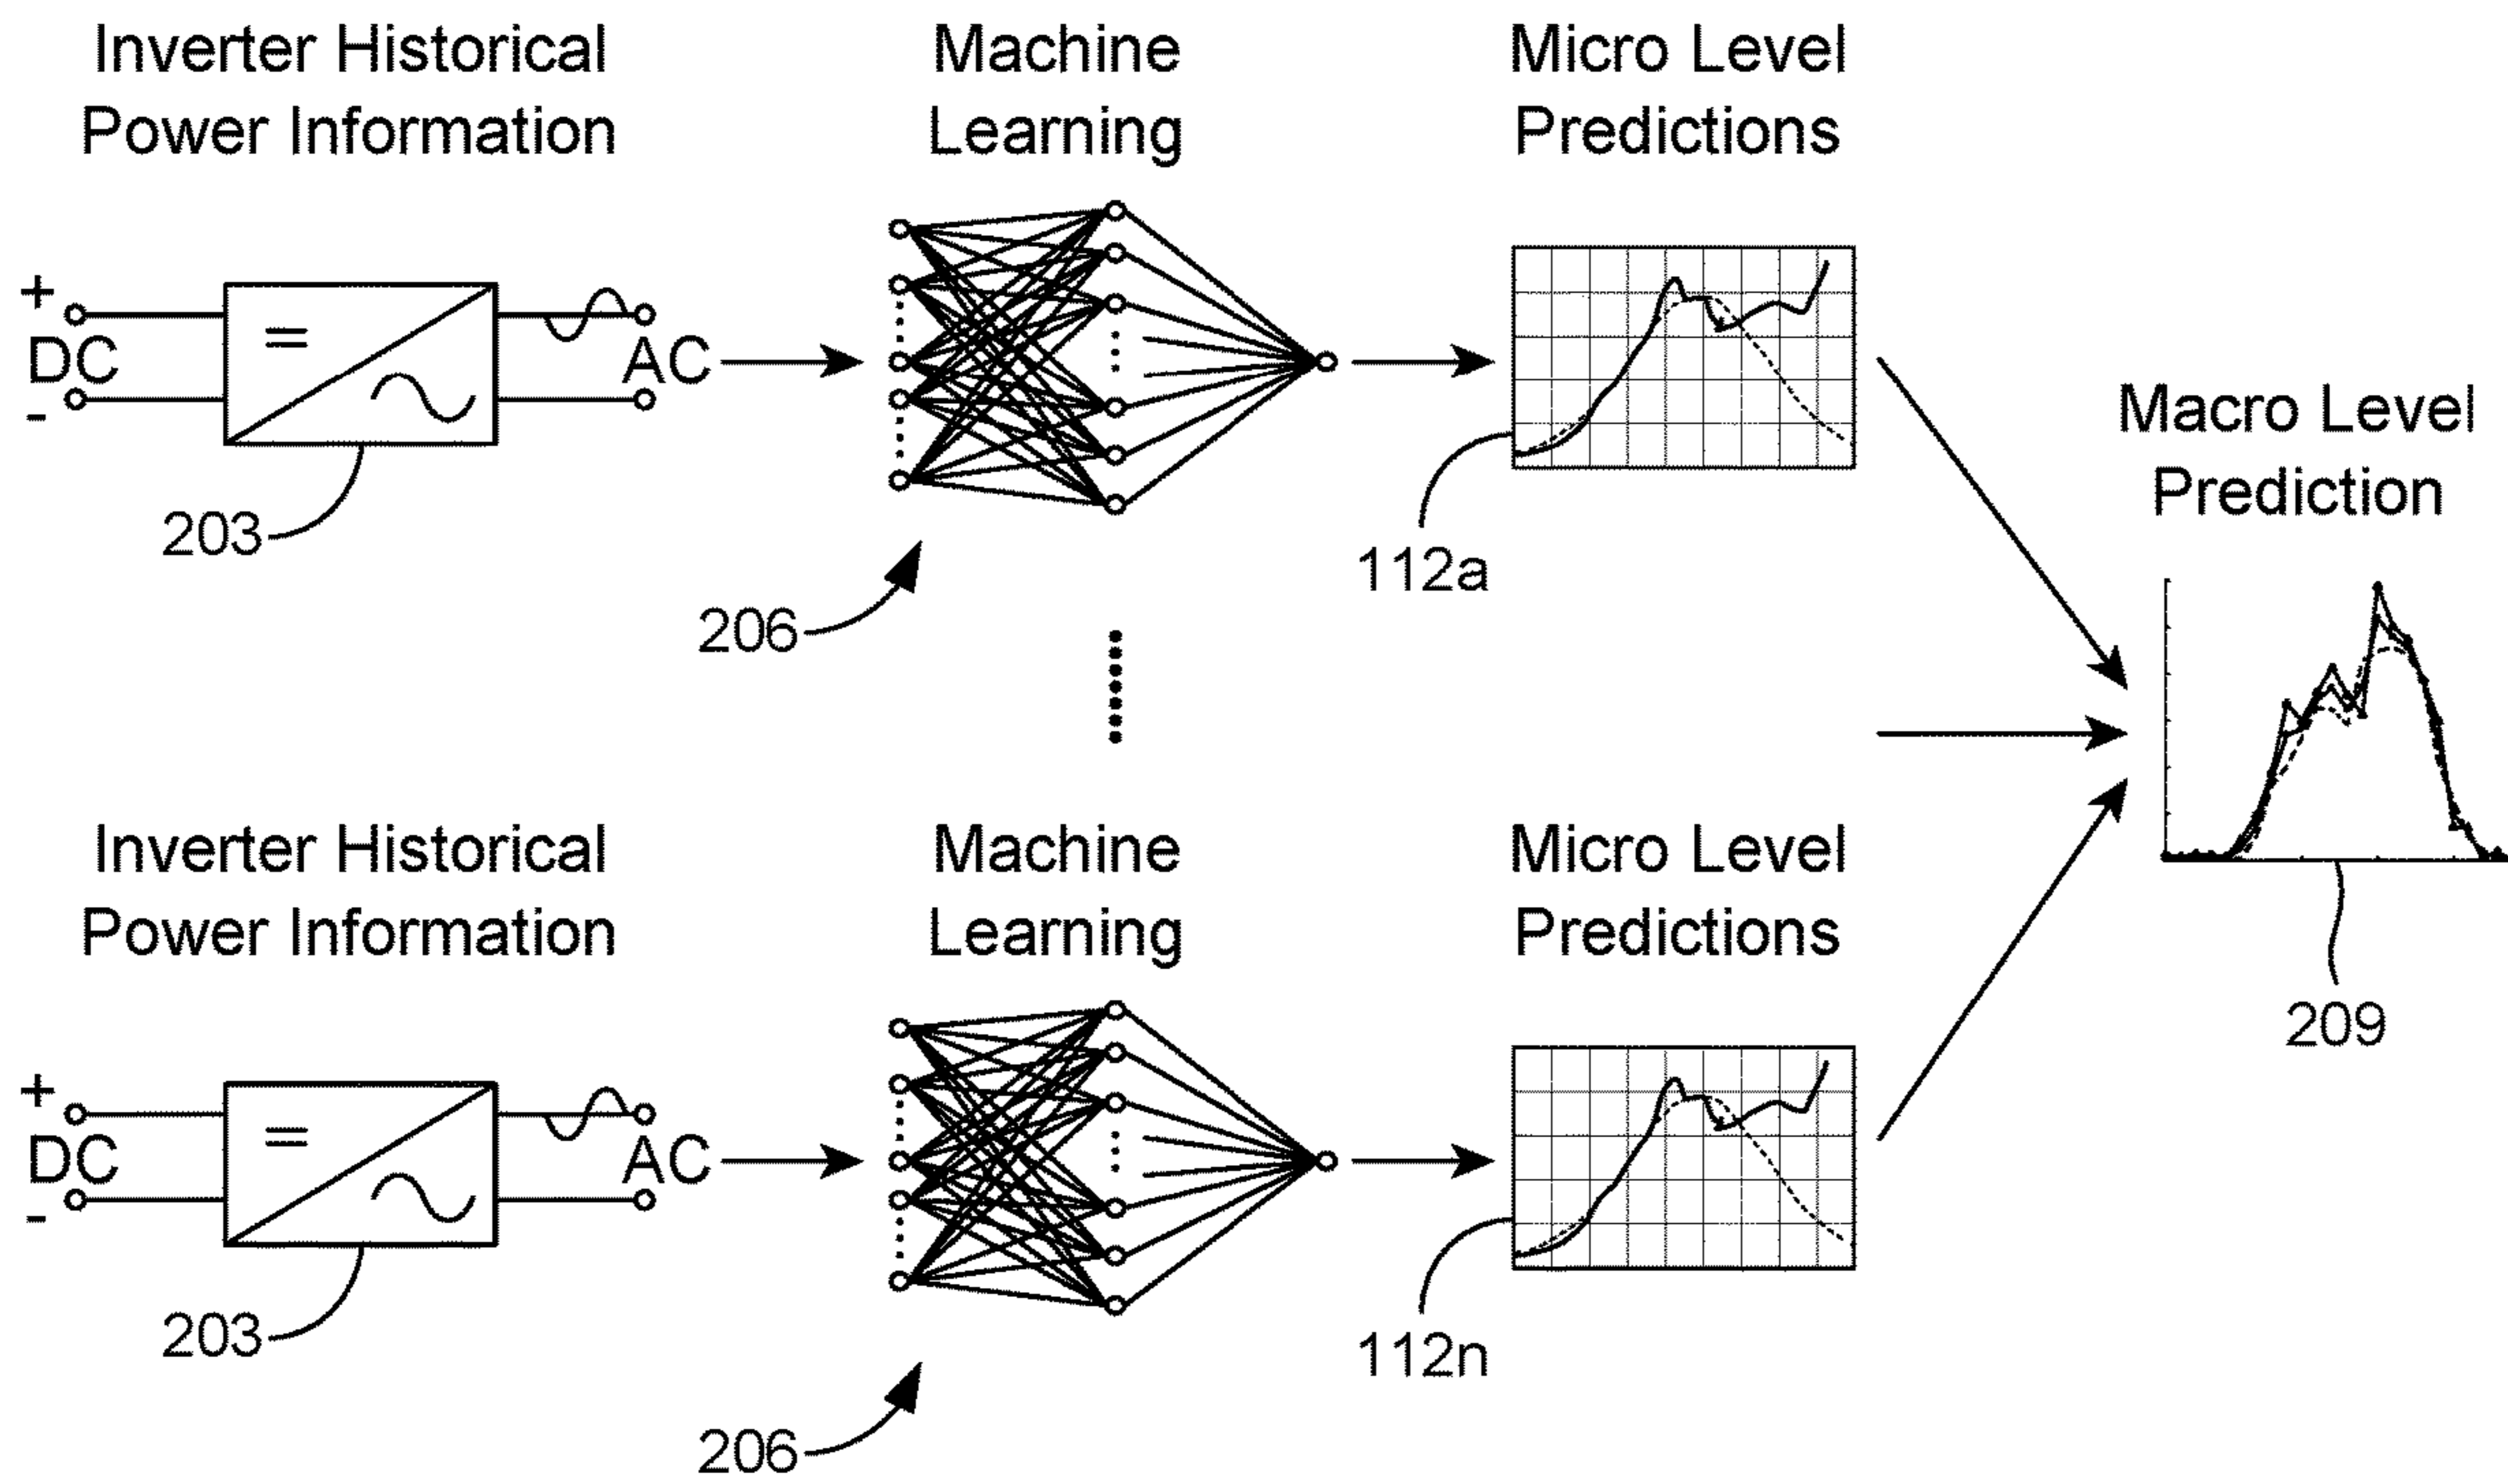 Inverter Historical
Power Information
Machine
Learning
Micro Level
Predictions
+
DC
-
=
AC
203
206
112a
Macro Level
Prediction
209
Inverter Historical
Power Information
Machine
Learning
Micro Level
Predictions
+
DC
-
=
AC
203
206
112n